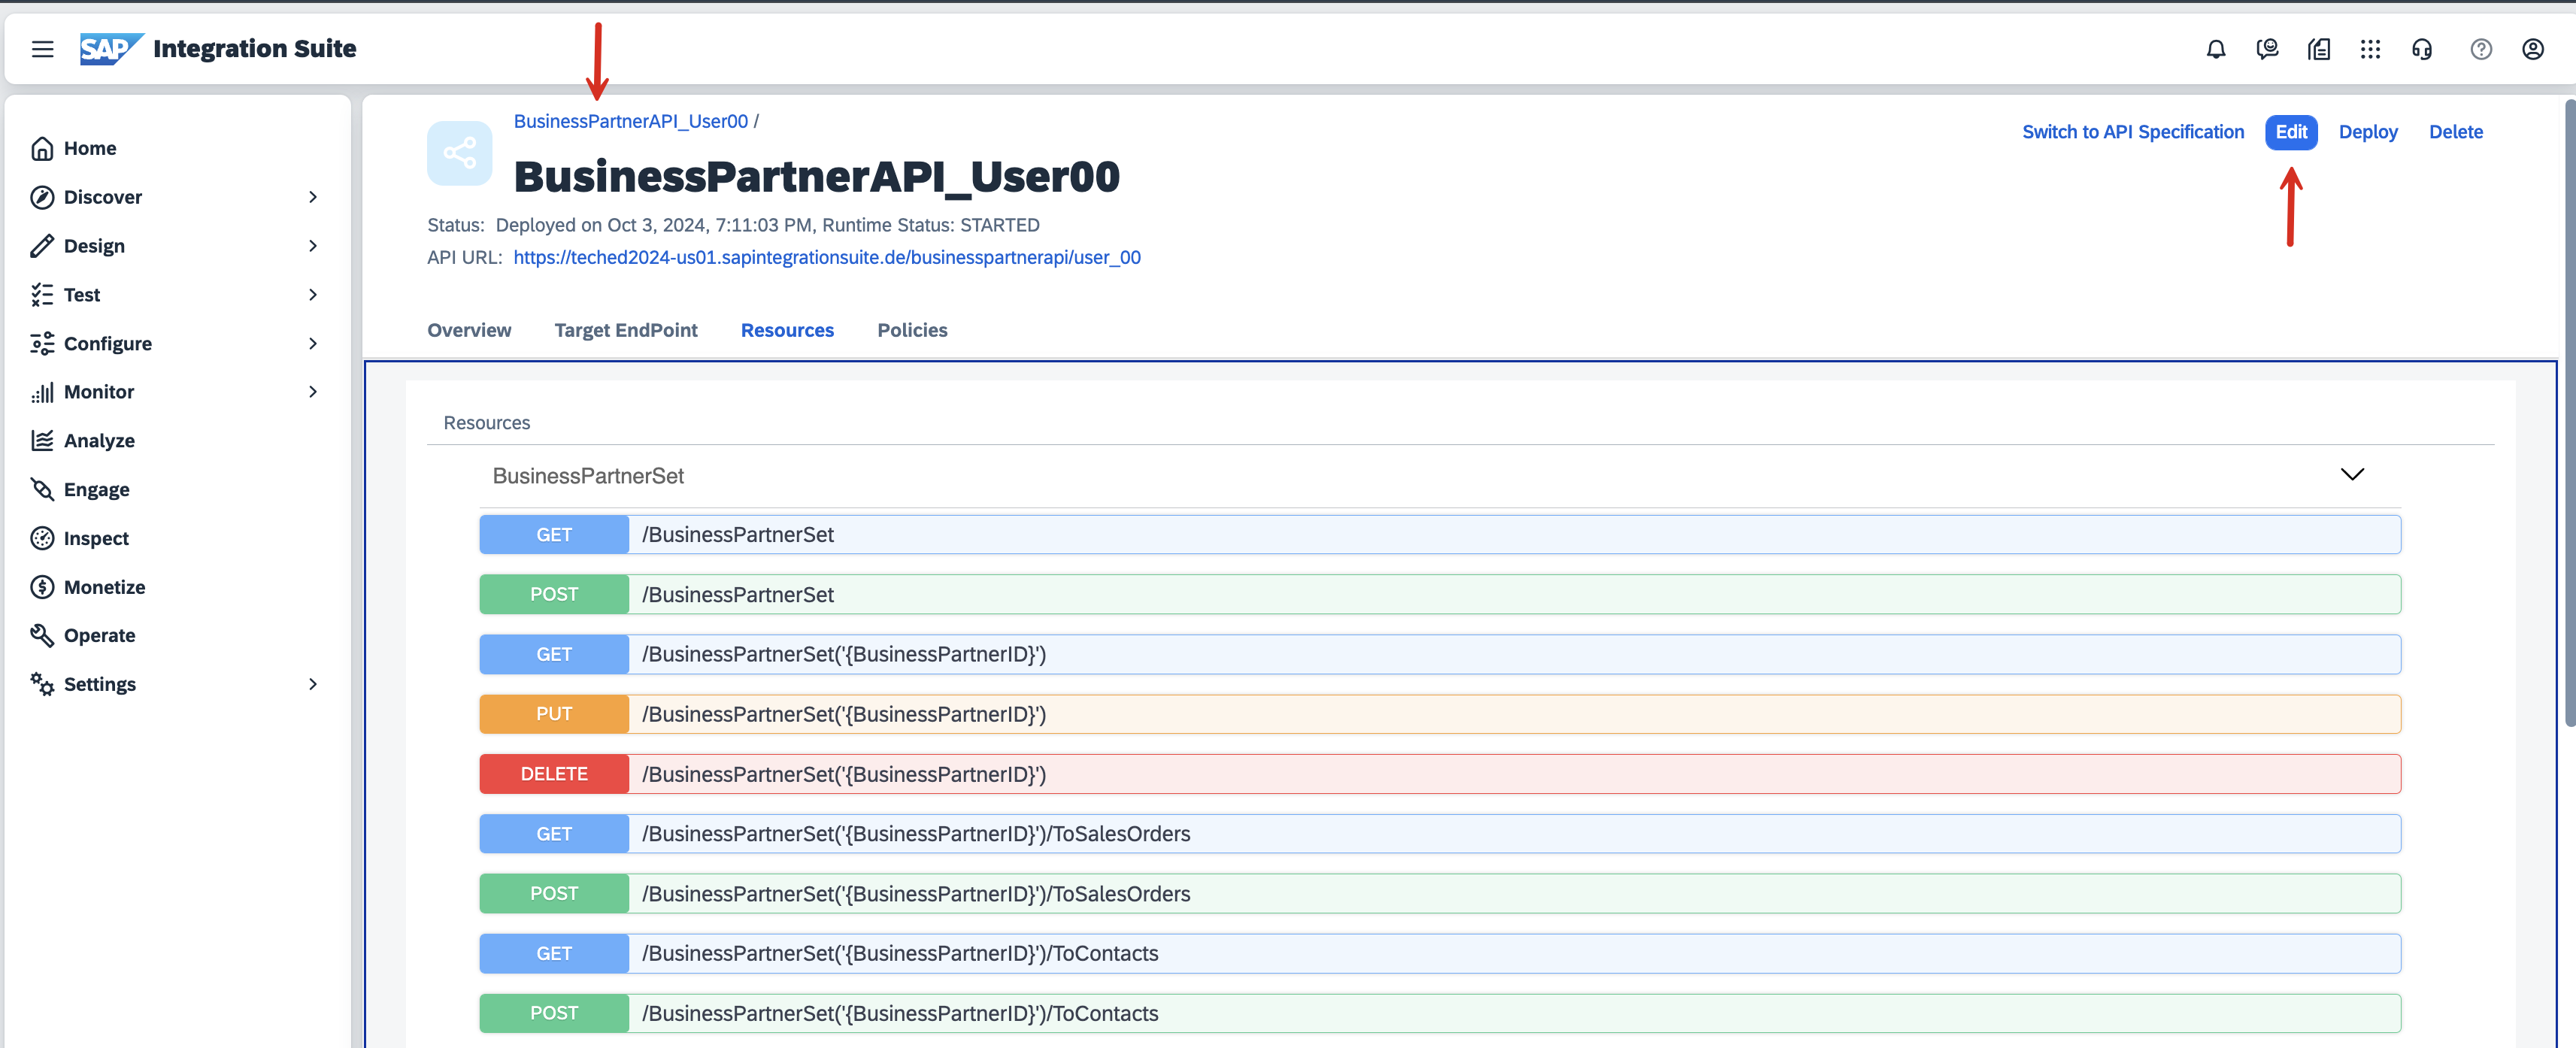 SAP Integration Suite
Home
Discover
Design
Test
Configure
Monitor
Analyze
Engage
Inspect
Monetize
Operate
Settings
BusinessPartnerAPI_User00 /
BusinessPartnerAPI_User00
Switch to API Specification Edit Deploy Delete
Status: Deployed on Oct 3, 2024, 7:11:03 PM, Runtime Status: STARTED
API URL: https://teched2024-us01.sapintegrationsuite.de/businesspartnerapi/user_00
Overview Target EndPoint Resources Policies
Resources
BusinessPartnerSet
GET /BusinessPartnerSet
POST /BusinessPartnerSet
GET /BusinessPartnerSet('{BusinessPartnerID}')
PUT /BusinessPartnerSet('{BusinessPartnerID}')
DELETE /BusinessPartnerSet('{BusinessPartnerID}')
GET /BusinessPartnerSet('{BusinessPartnerID}')/ToSalesOrders
POST /BusinessPartnerSet('{BusinessPartnerID}')/ToSalesOrders
GET /BusinessPartnerSet('{BusinessPartnerID}')/ToContacts
POST /BusinessPartnerSet('{BusinessPartnerID}')/ToContacts